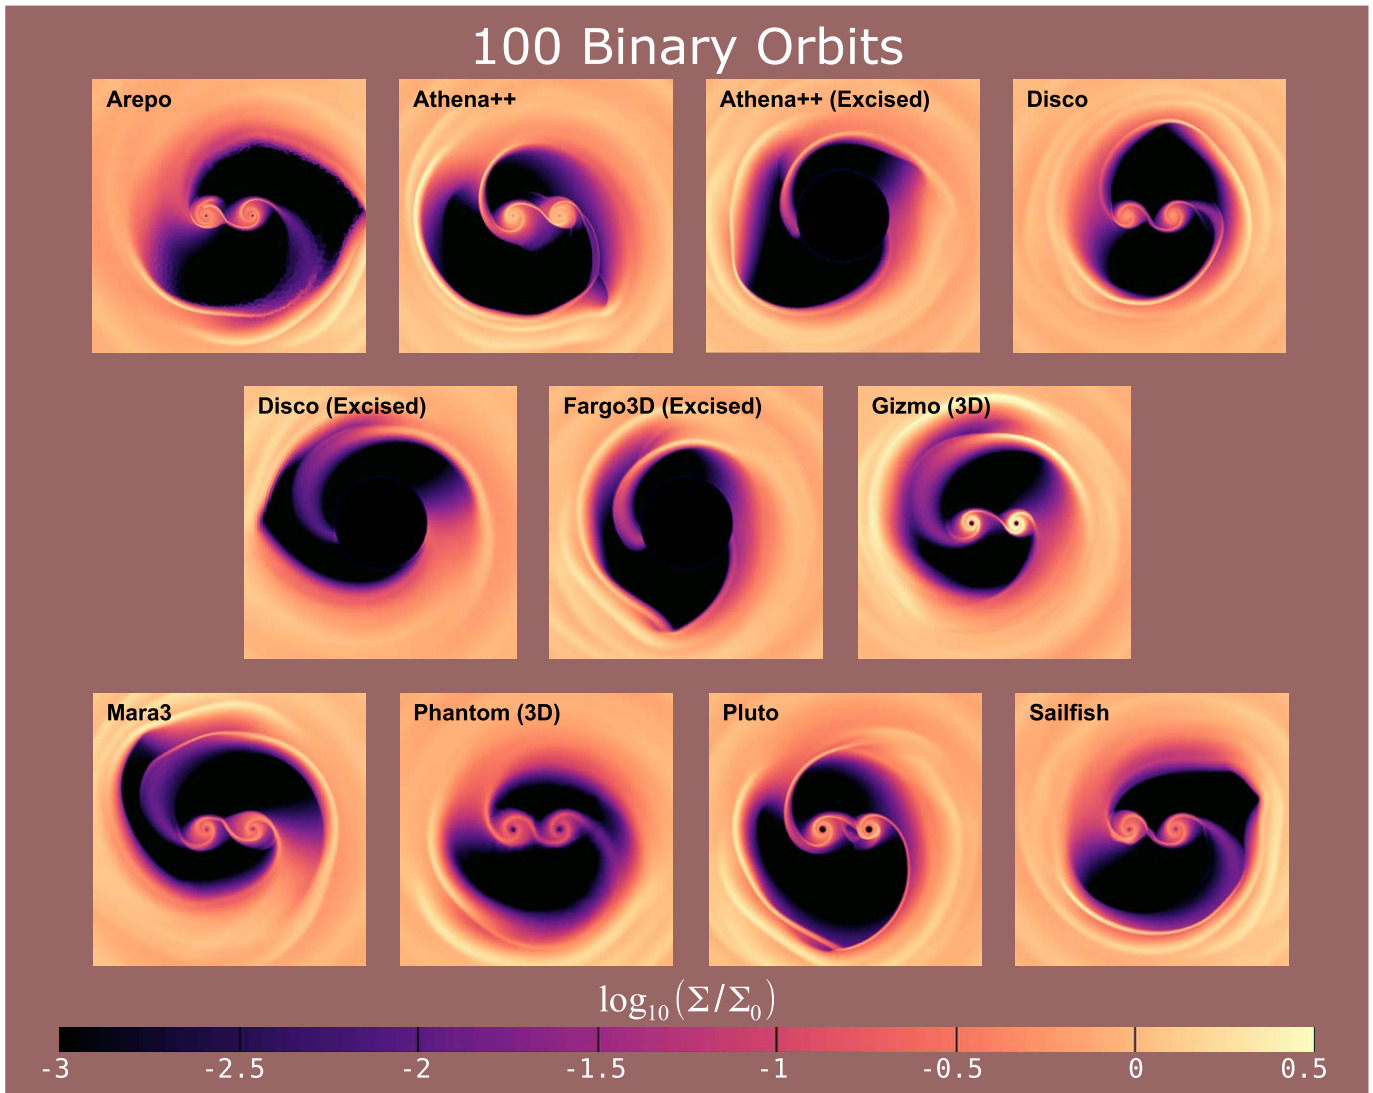 100 Binary Orbits
Arepo
Athena++
Athena++ (Excised)
Disco
Disco (Excised)
Fargo3D (Excised)
Gizmo (3D)
Mara3
Phantom (3D)
Pluto
Sailfish
log₁₀(Σ/Σ₀)
-3 -2.5 -2 -1.5 -1 -0.5 0 0.5